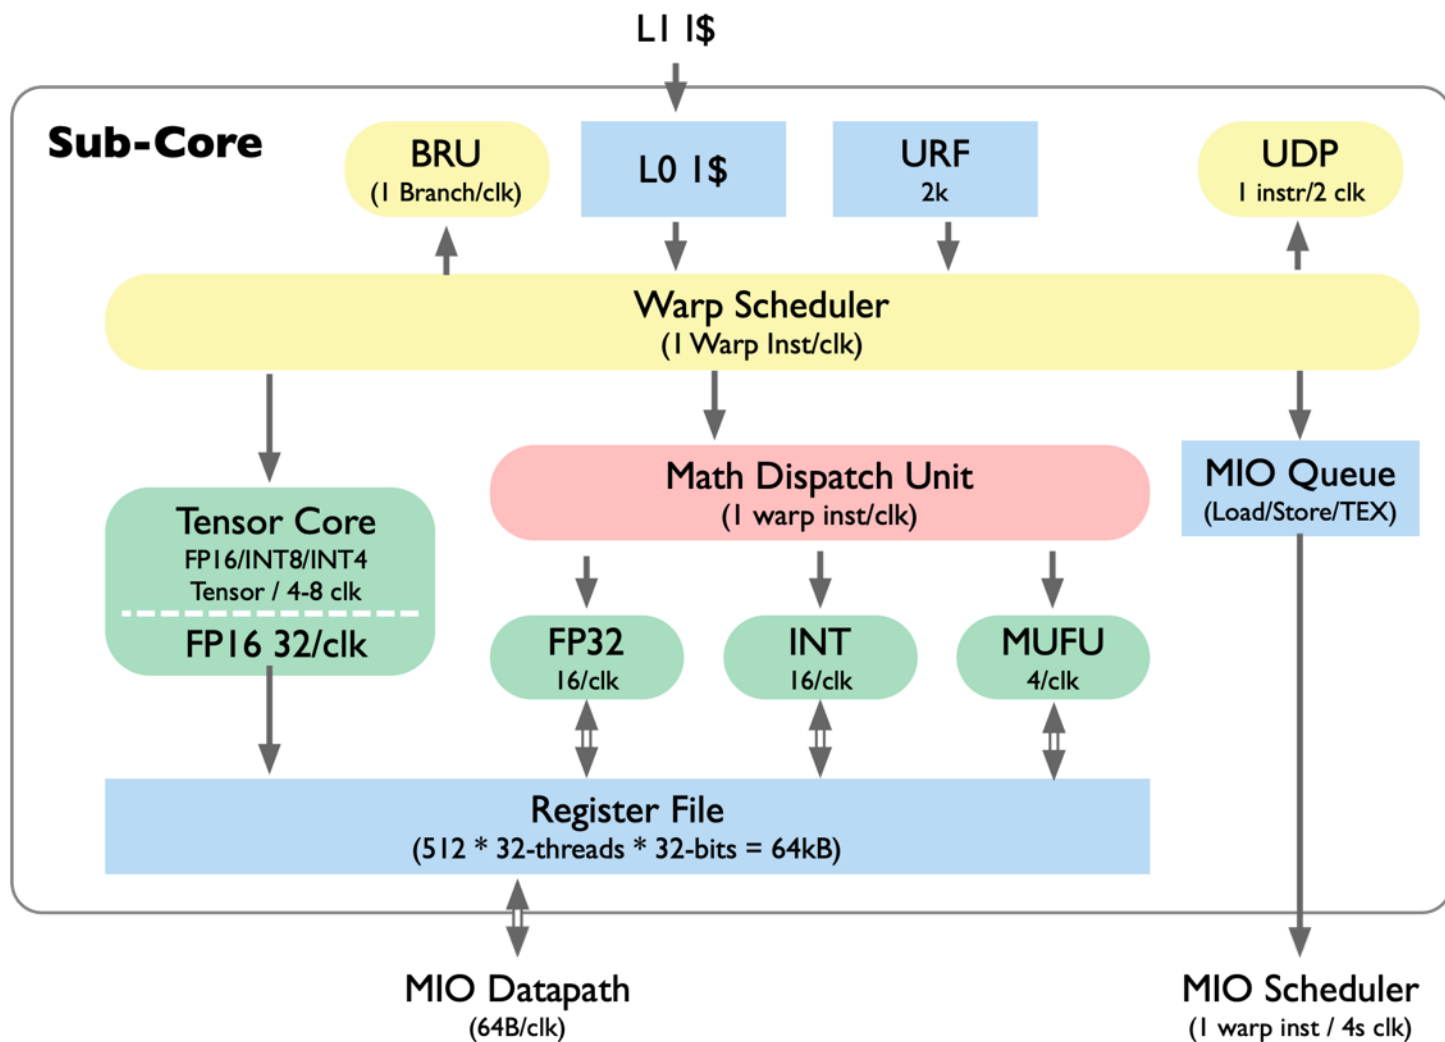 L1 1$
Sub-Core
BRU
(1 Branch/clk)
L0 1$
URF
2k
UDP
1 instr/2 clk
Warp Scheduler
(1 Warp Inst/clk)
Math Dispatch Unit
(1 warp inst/clk)
MIO Queue
(Load/Store/TEX)
Tensor Core
FP16/INT8/INT4
Tensor / 4-8 clk
FP16 32/clk
FP32
16/clk
INT
16/clk
MUFU
4/clk
Register File
(512 * 32-threads * 32-bits = 64kB)
MIO Datapath
(64B/clk)
MIO Scheduler
(1 warp inst / 4s clk)